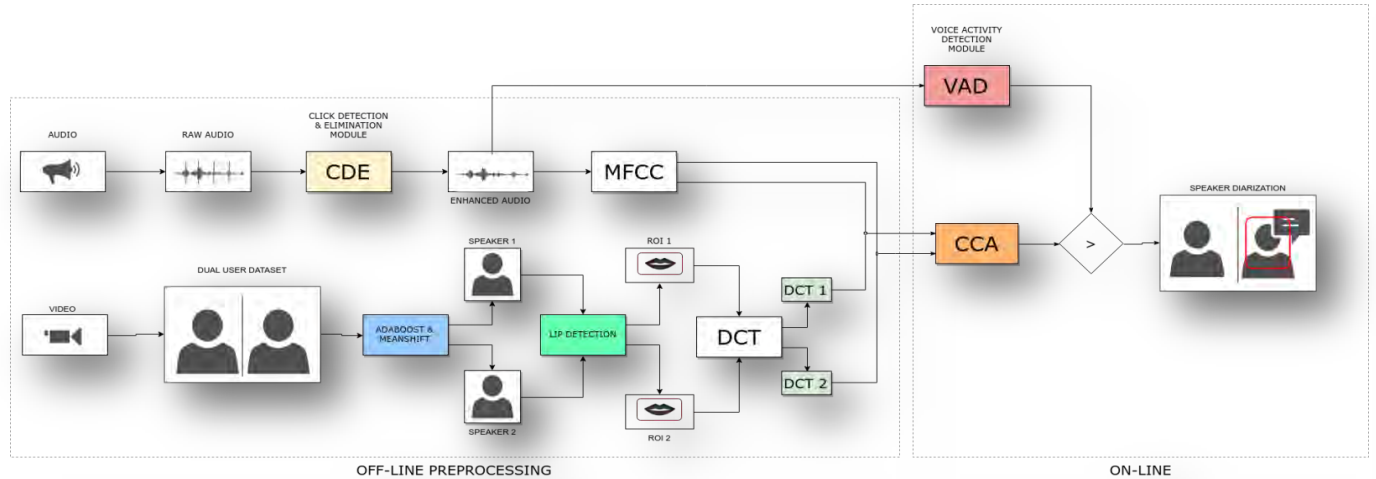 VOICE ACTIVITY
DETECTION
MODULE
VAD
CLICK DETECTION
& ELIMINATION
MODULE
AUDIO
RAW AUDIO
CDE
MFCC
ENHANCED AUDIO
SPEAKER DIARIZATION
CCA
>
SPEAKER 1
ROI 1
DUAL USER DATASET
VIDEO
DCT 1
ADABOOST &
MEANSHIFT
LIP DETECTION
DCT
DCT 2
SPEAKER 2
ROI 2
OFF-LINE PREPROCESSING
ON-LINE